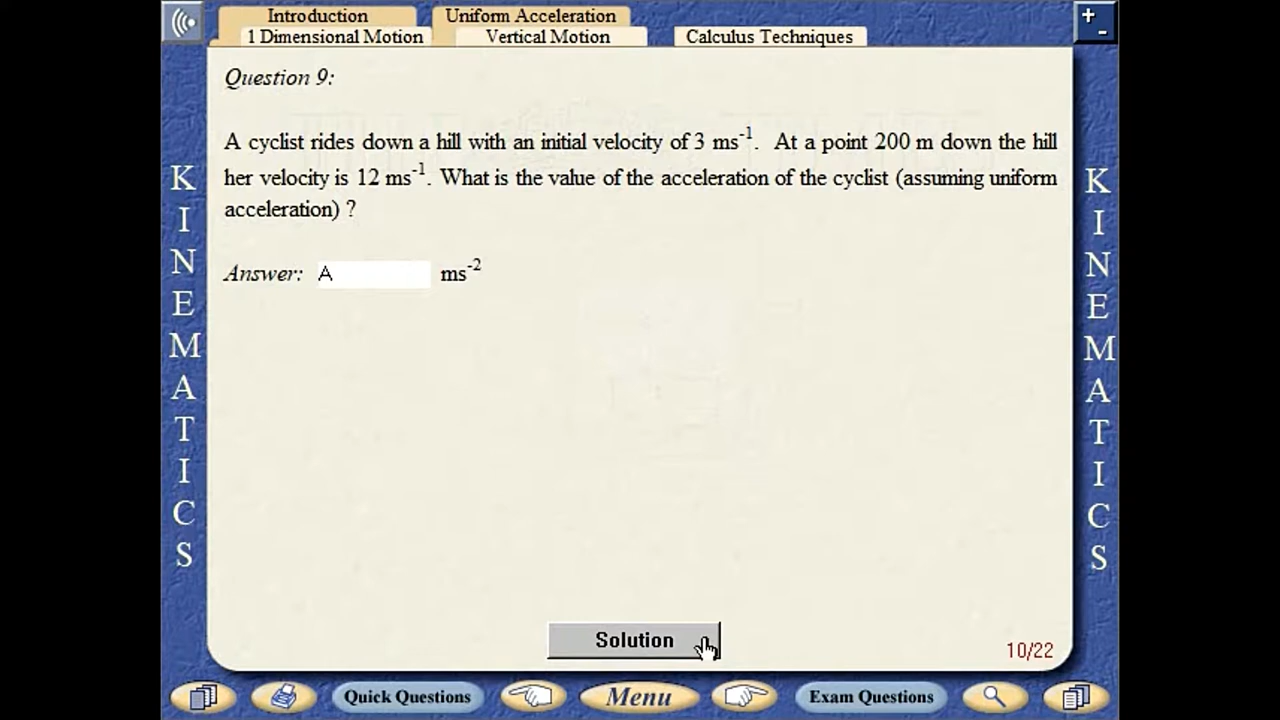 Introduction
Uniform Acceleration
1 Dimensional Motion
Vertical Motion
Calculus Techniques
+
-
Question 9:
A cyclist rides down a hill with an initial velocity of 3 ms⁻¹. At a point 200 m down the hill
her velocity is 12 ms⁻¹. What is the value of the acceleration of the cyclist (assuming uniform
acceleration) ?
Answer: A ms⁻²
KINEMATICS
KINEMATICS
Solution
10/22
Quick Questions
Menu
Exam Questions